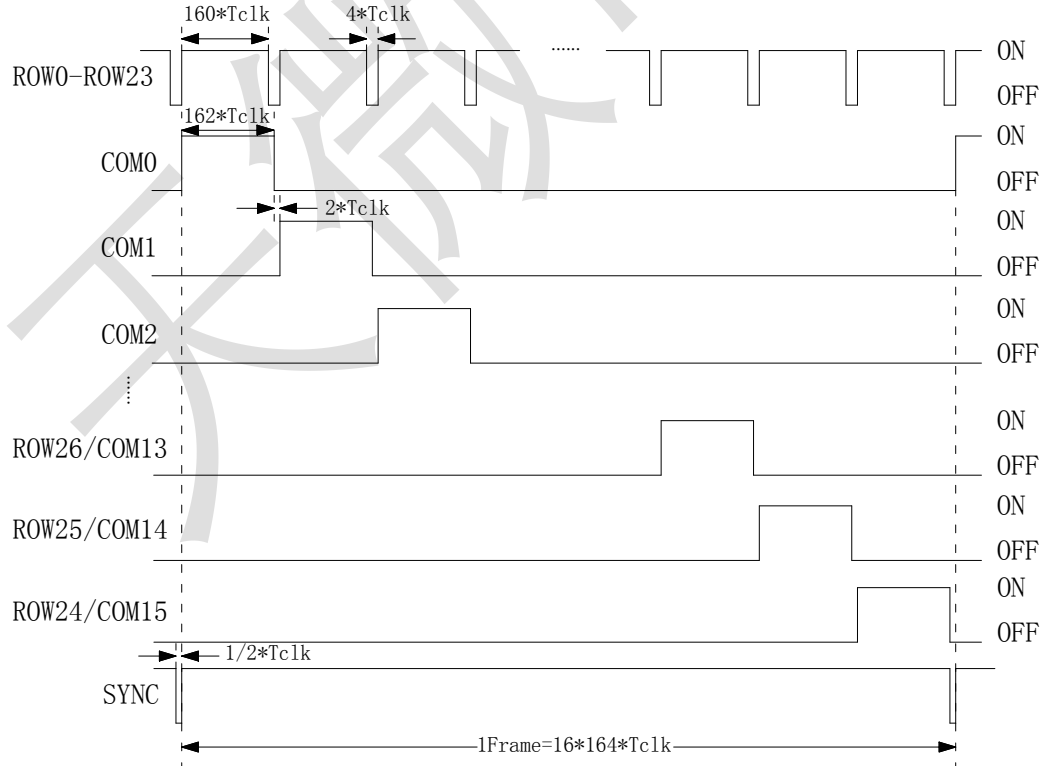 160*Tclk 4*Tclk
ROW0-ROW23 ...... ON
OFF
162*Tclk
COM0 ON
OFF
2*Tclk
COM1 ON
OFF
COM2 ON
OFF
......
ROW26/COM13 ON
OFF
ROW25/COM14 ON
OFF
ROW24/COM15 ON
OFF
1/2*Tclk
SYNC
1Frame=16*164*Tclk
天微